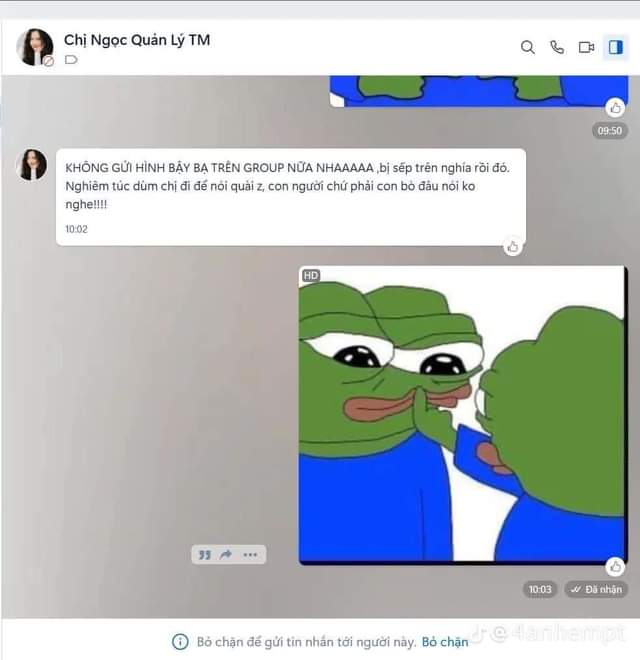 Chị Ngọc Quản Lý TM
09:50
KHÔNG GỬI HÌNH BẬY BẠ TRÊN GROUP NỮA NHAAAAA ,bị sếp trên nghía rồi đó.
Nghiêm túc dùm chị đi để nói quài z, con người chứ phải con bò đâu nói ko
nghe!!!!
10:02
HD
10:03 Đã nhận
Bỏ chặn để gửi tin nhắn tới người này. Bỏ chặn
@4anhempt